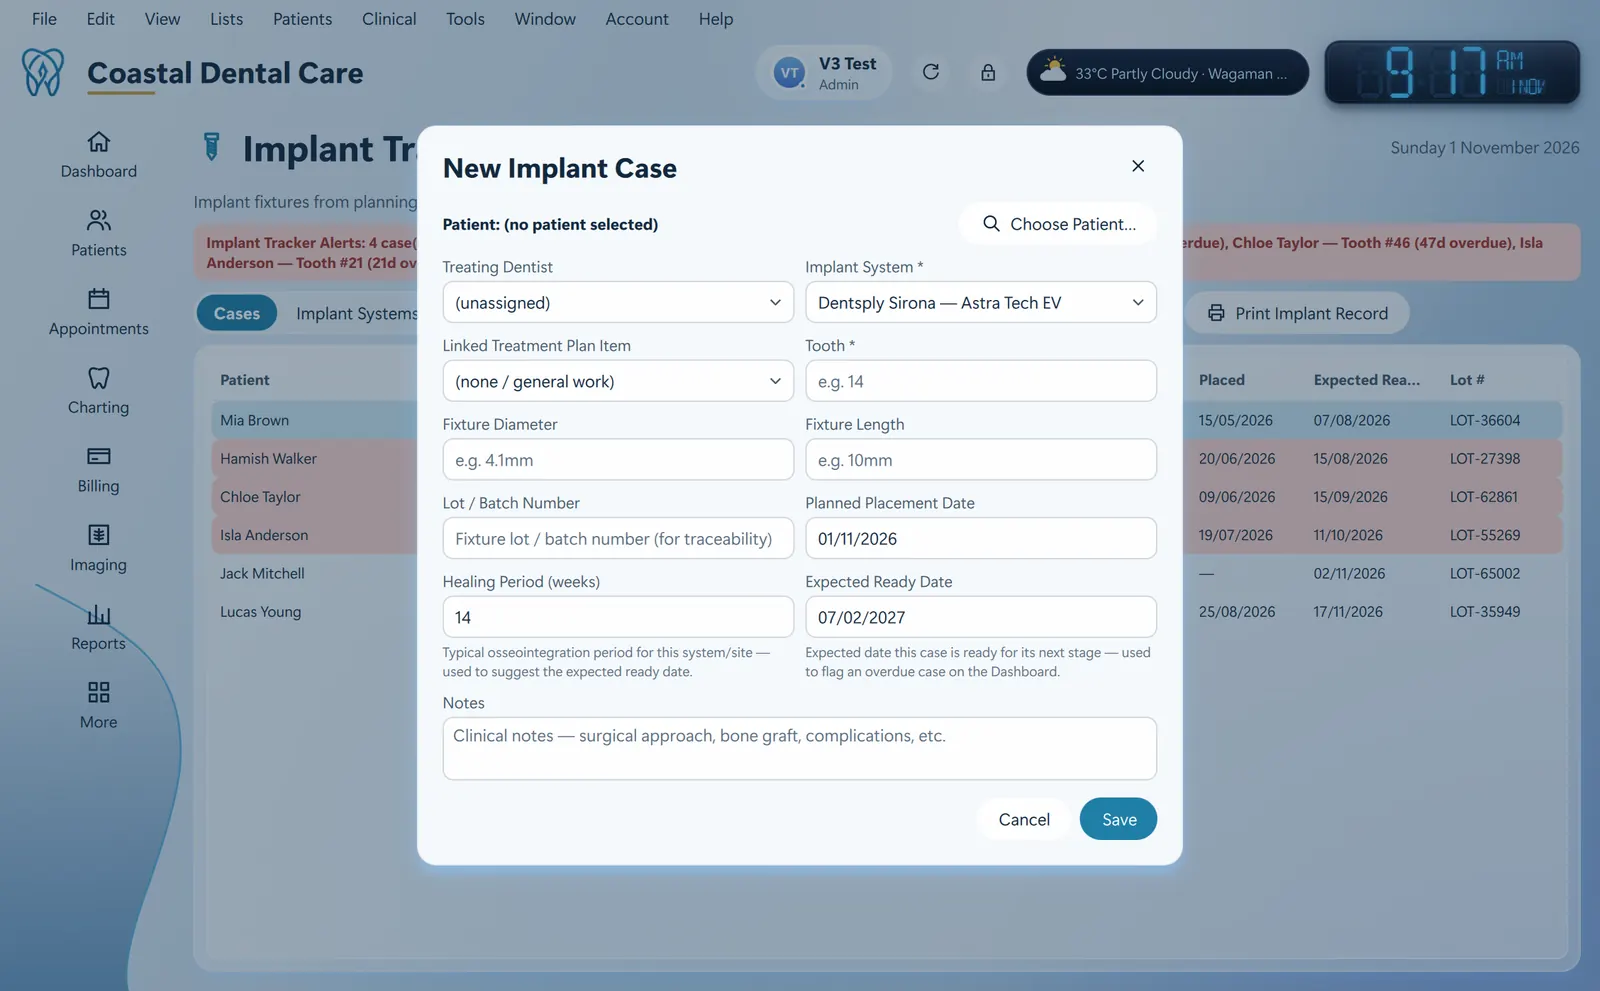 File Edit View Lists Patients Clinical Tools Window Account Help
Coastal Dental Care
VT
V3 Test
Admin
33°C Partly Cloudy · Wagaman ...
9 17 AM
1 NOV
Dashboard
Patients
Appointments
Charting
Billing
Imaging
Reports
More
Implant Tr
Sunday 1 November 2026
Implant fixtures from planning
Implant Tracker Alerts: 4 case(
erdue), Chloe Taylor — Tooth #46 (47d overdue), Isla
Anderson — Tooth #21 (21d ov
Cases
Implant Systems
Print Implant Record
Patient Placed Expected Rea... Lot #
Mia Brown 15/05/2026 07/08/2026 LOT-36604
Hamish Walker 20/06/2026 15/08/2026 LOT-27398
Chloe Taylor 09/06/2026 15/09/2026 LOT-62861
Isla Anderson 19/07/2026 11/10/2026 LOT-55269
Jack Mitchell — 02/11/2026 LOT-65002
Lucas Young 25/08/2026 17/11/2026 LOT-35949
New Implant Case
Patient: (no patient selected)
Choose Patient...
Treating Dentist
(unassigned)
Implant System *
Dentsply Sirona — Astra Tech EV
Linked Treatment Plan Item
(none / general work)
Tooth *
e.g. 14
Fixture Diameter
e.g. 4.1mm
Fixture Length
e.g. 10mm
Lot / Batch Number
Fixture lot / batch number (for traceability)
Planned Placement Date
01/11/2026
Healing Period (weeks)
14
Typical osseointegration period for this system/site —
used to suggest the expected ready date.
Expected Ready Date
07/02/2027
Expected date this case is ready for its next stage — used
to flag an overdue case on the Dashboard.
Notes
Clinical notes — surgical approach, bone graft, complications, etc.
Cancel
Save